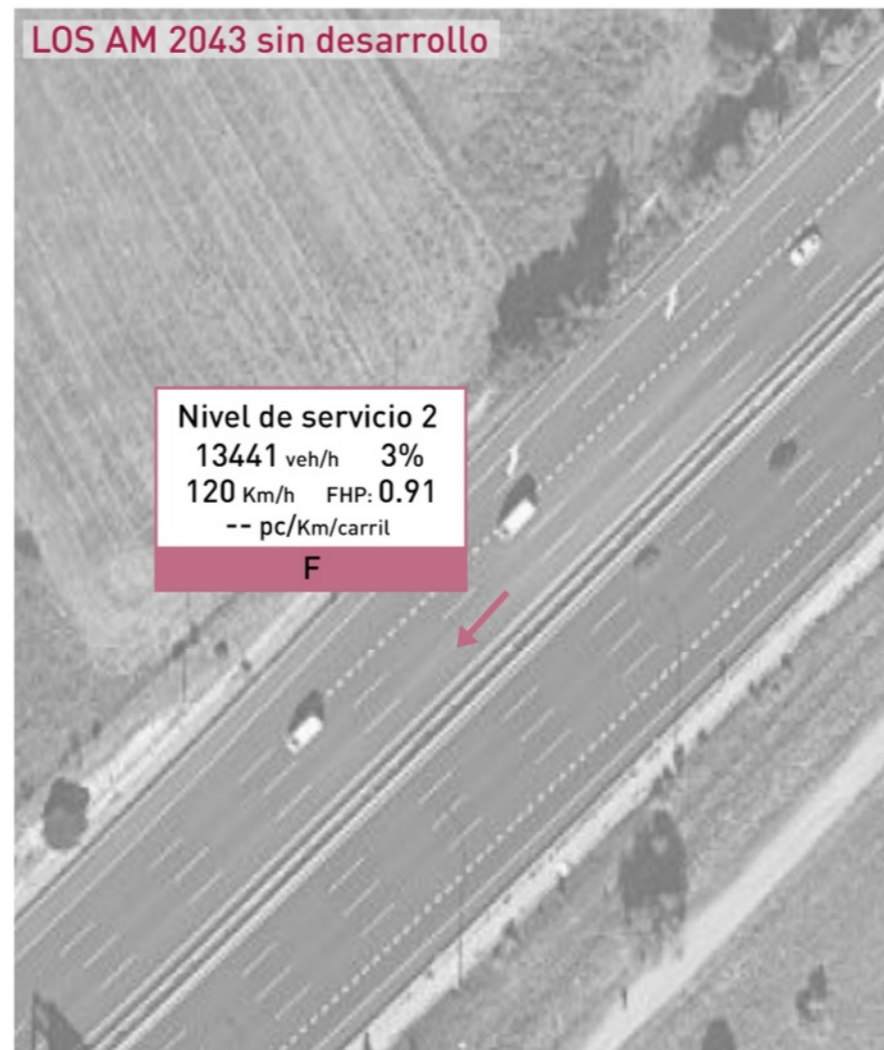 LOS AM 2043 sin desarrollo
Nivel de servicio 2
13441 veh/h 3%
120 Km/h FHP: 0.91
-- pc/Km/carril
F